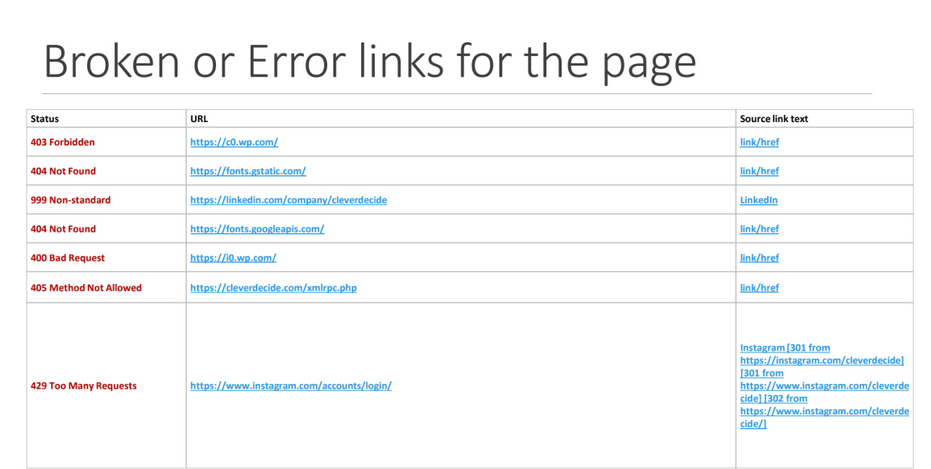 Broken or Error links for the page
Status URL Source link text
403 Forbidden https://c0.wp.com/ link/href
404 Not Found https://fonts.gstatic.com/ link/href
999 Non-standard https://linkedin.com/company/cleverdecide LinkedIn
404 Not Found https://fonts.googleapis.com/ link/href
400 Bad Request https://i0.wp.com/ link/href
405 Method Not Allowed https://cleverdecide.com/xmlrpc.php link/href
429 Too Many Requests https://www.instagram.com/accounts/login/
Instagram [301 from
https://instagram.com/cleverdecide]
[301 from
https://www.instagram.com/cleverde
cide] [302 from
https://www.instagram.com/cleverde
cide/]